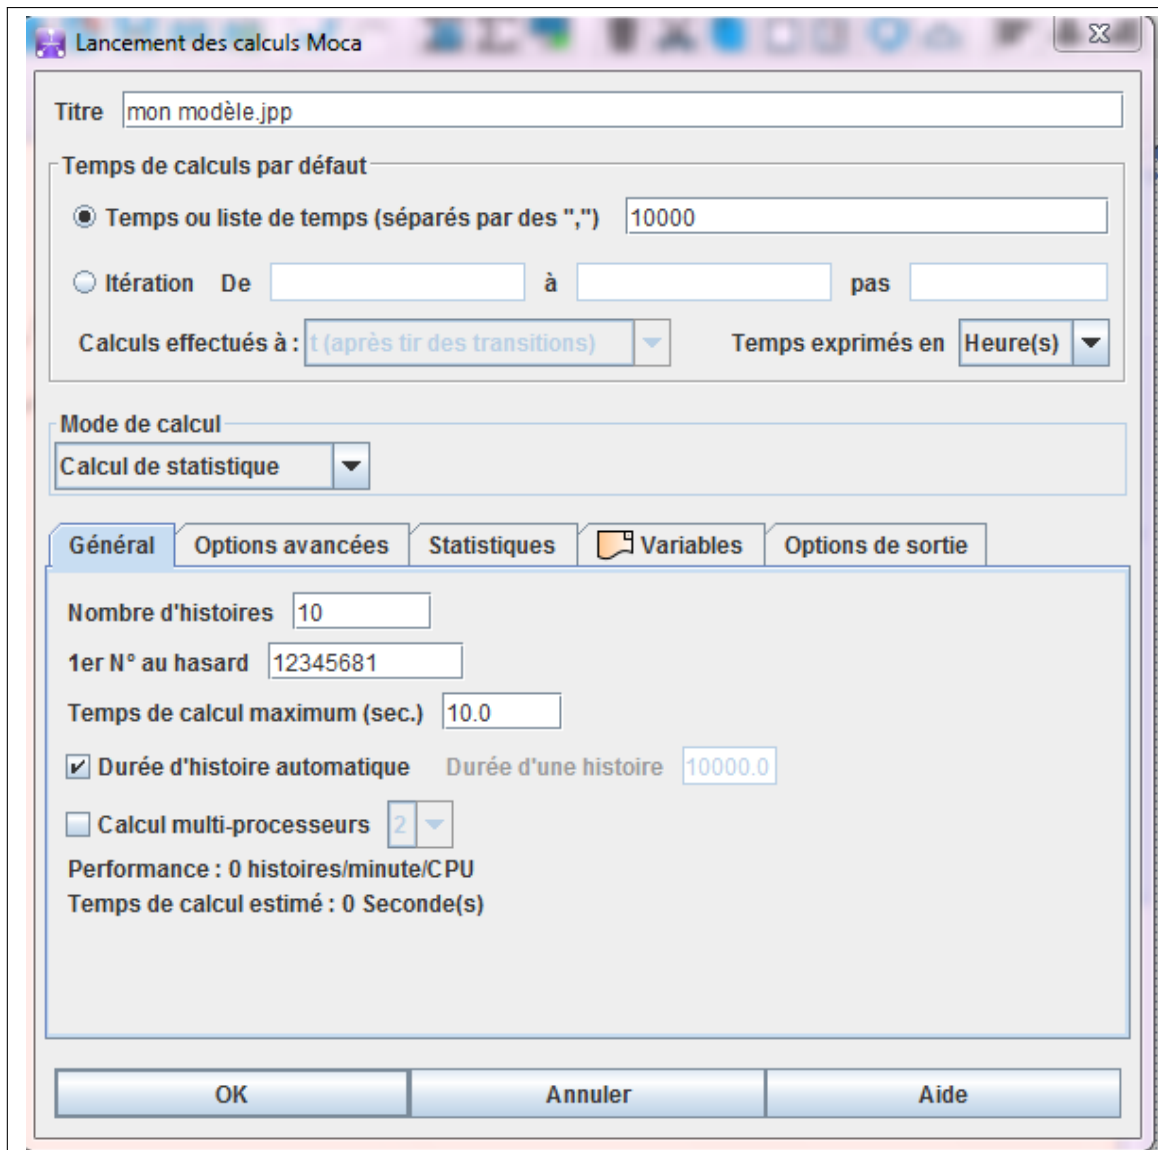 Lancement des calculs Moca
Titre mon modèle.jpp
Temps de calculs par défaut
Temps ou liste de temps (séparés par des ",") 10000
Itération De à pas
Calculs effectués à : t (après tir des transitions) Temps exprimés en Heure(s)
Mode de calcul
Calcul de statistique
Général Options avancées Statistiques Variables Options de sortie
Nombre d'histoires 10
1er N° au hasard 12345681
Temps de calcul maximum (sec.) 10.0
Durée d'histoire automatique Durée d'une histoire 10000.0
Calcul multi-processeurs 2
Performance : 0 histoires/minute/CPU
Temps de calcul estimé : 0 Seconde(s)
OK Annuler Aide